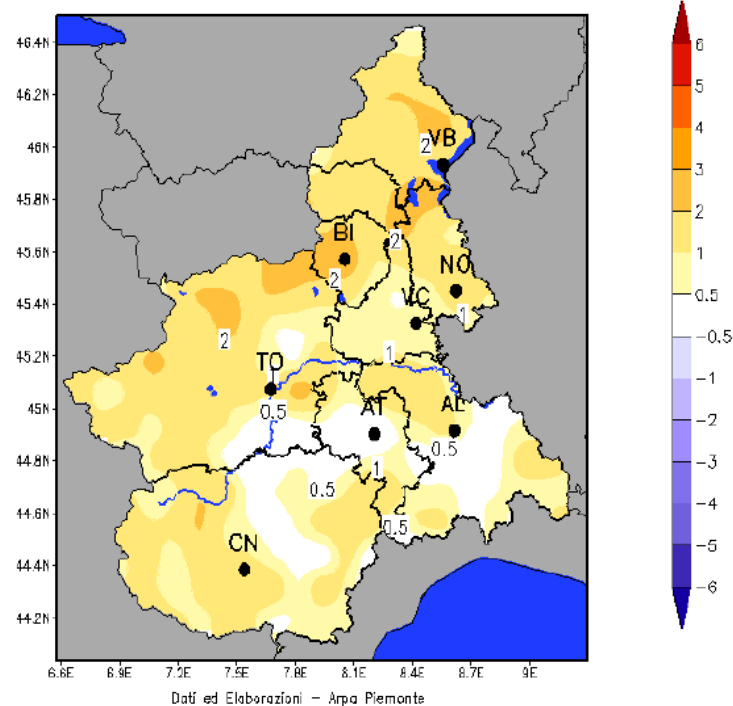 46.4N
6
46.2N
5
VB
2
46N
4
45.8N
3
BI
2
2
45.6N
2
NO
1
45.4N
VC
0.5
1
2
−0.5
45.2N
1
−1
TO
45N
0.5
AT
AL
−2
44.8N
0.5
1
−3
0.5
44.6N
0.5
−4
CN
44.4N
−5
44.2N
−6
6.6E 6.9E 7.2E 7.5E 7.8E 8.1E 8.4E 8.7E 9E
Dati ed Elaborazioni − Arpa Piemonte